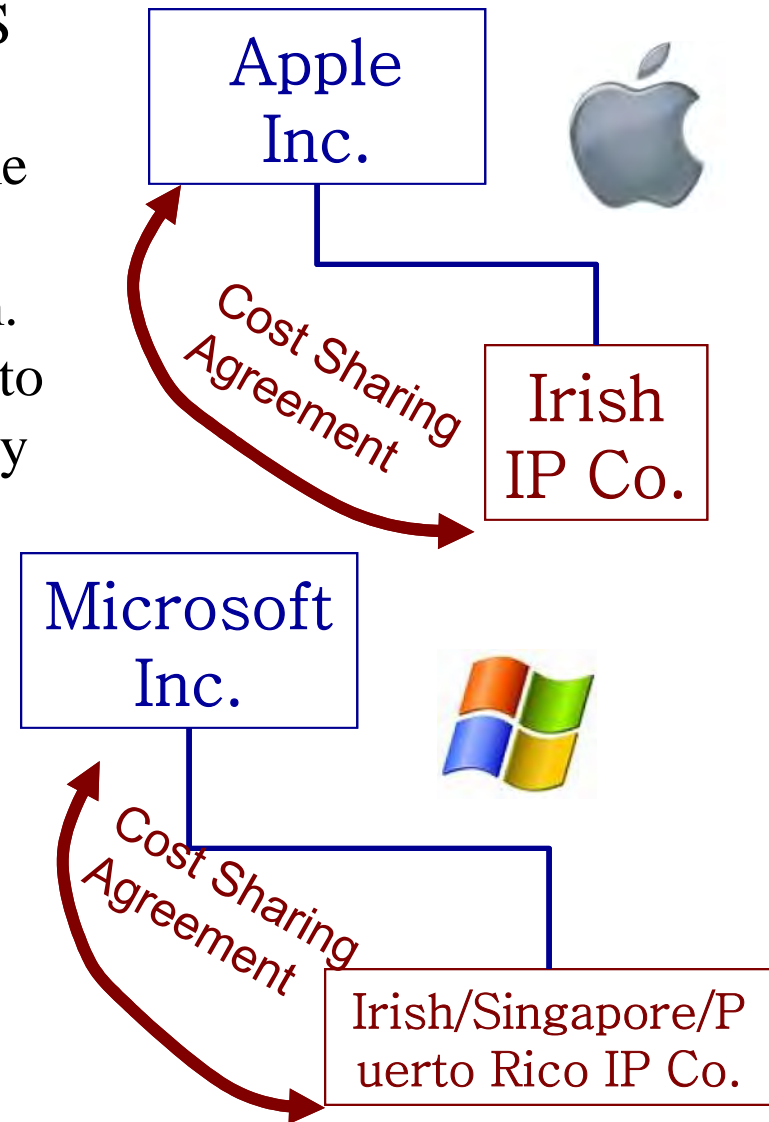 S
Apple
Inc.
e
.
to
y
Cost Sharing
Agreement
Irish
IP Co.
Microsoft
Inc.
Cost Sharing
Agreement
Irish/Singapore/P
uerto Rico IP Co.